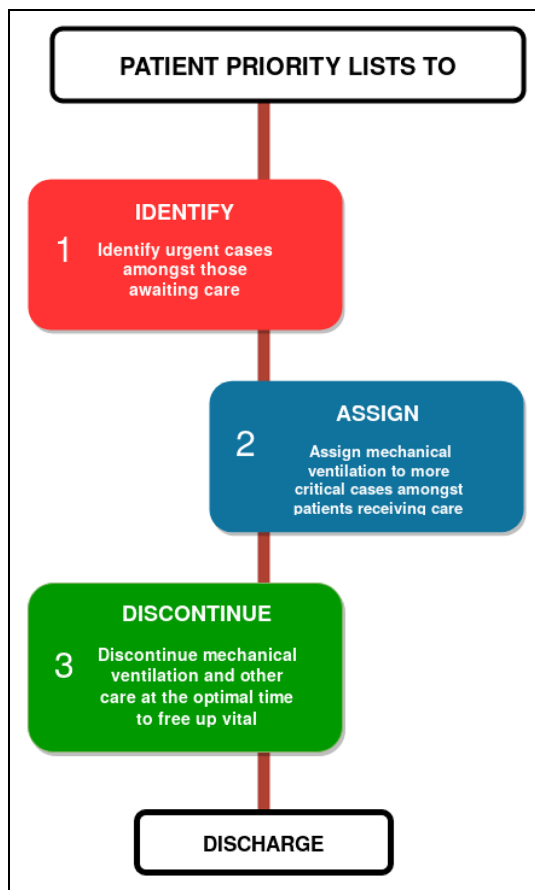 PATIENT PRIORITY LISTS TO
IDENTIFY
1
Identify urgent cases
amongst those
awaiting care
ASSIGN
2
Assign mechanical
ventilation to more
critical cases amongst
patients receiving care
DISCONTINUE
3
Discontinue mechanical
ventilation and other
care at the optimal time
to free up vital
DISCHARGE